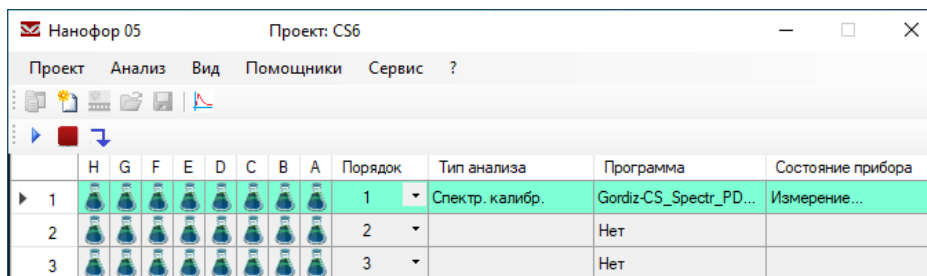 Нанофор 05 Проект: CS6
Проект Анализ Вид Помощники Сервис ?
H G F E D C B A Порядок Тип анализа Программа Состояние прибора
1 1 Спектр. калибр. Gordiz-CS_Spectr_PD... Измерение...
2 2 Нет
3 3 Нет